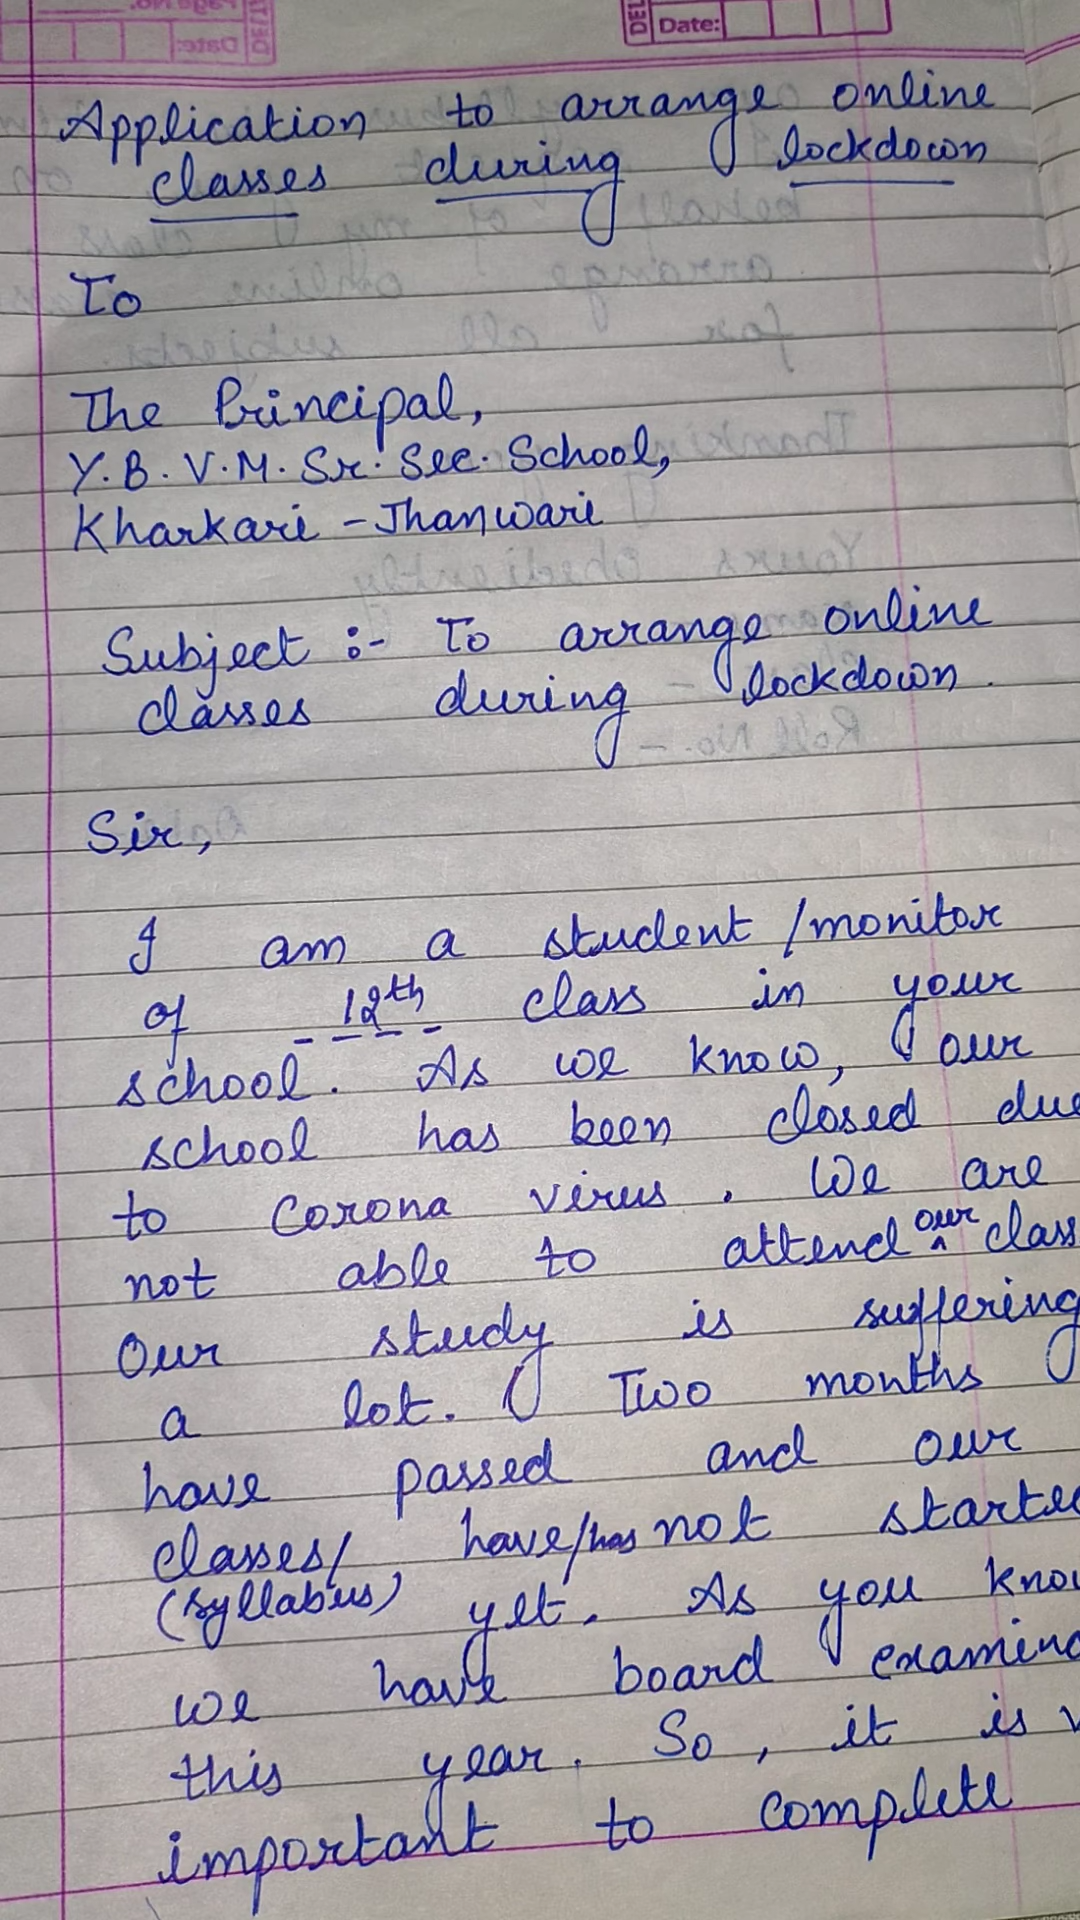 Date:
Application to arrange online
classes during lockdown
To
The Principal,
Y.B.V.M. Sr. Sec. School,
Kharkari - Jhanwari
Subject :- To arrange online
classes during lockdown.
Sir,
I am a student /monitor
of 12th class in your
school. As we know, our
school has been closed due
to corona virus. We are
not able to attend our class
Our study is suffering
a lot. Two months
have passed and our
classes/ have/has not starte
(syllabus) yet. As you know
we have board examina
this year. So, it is v
important to complete